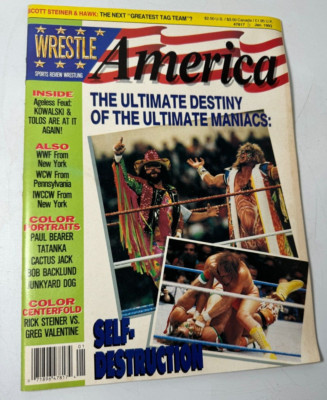 SCOTT STEINER & HAWK: THE NEXT "GREATEST TAG TEAM"?
WRESTLE
America
SPORTS REVIEW WRESTLING
INSIDE
Ageless Feud:
KOWALSKI &
TOLOS ARE AT IT
AGAIN!
ALSO
WWF From
New York
WCW From
Pennsylvania
IWCCW From
New York
COLOR
PORTRAITS
PAUL BEARER
TATANKA
CACTUS JACK
BOB BACKLUND
JUNKYARD DOG
COLOR
CENTERFOLD
RICK STEINER VS.
GREG VALENTINE
THE ULTIMATE DESTINY
OF THE ULTIMATE MANIACS:
SELF-
DESTRUCTION